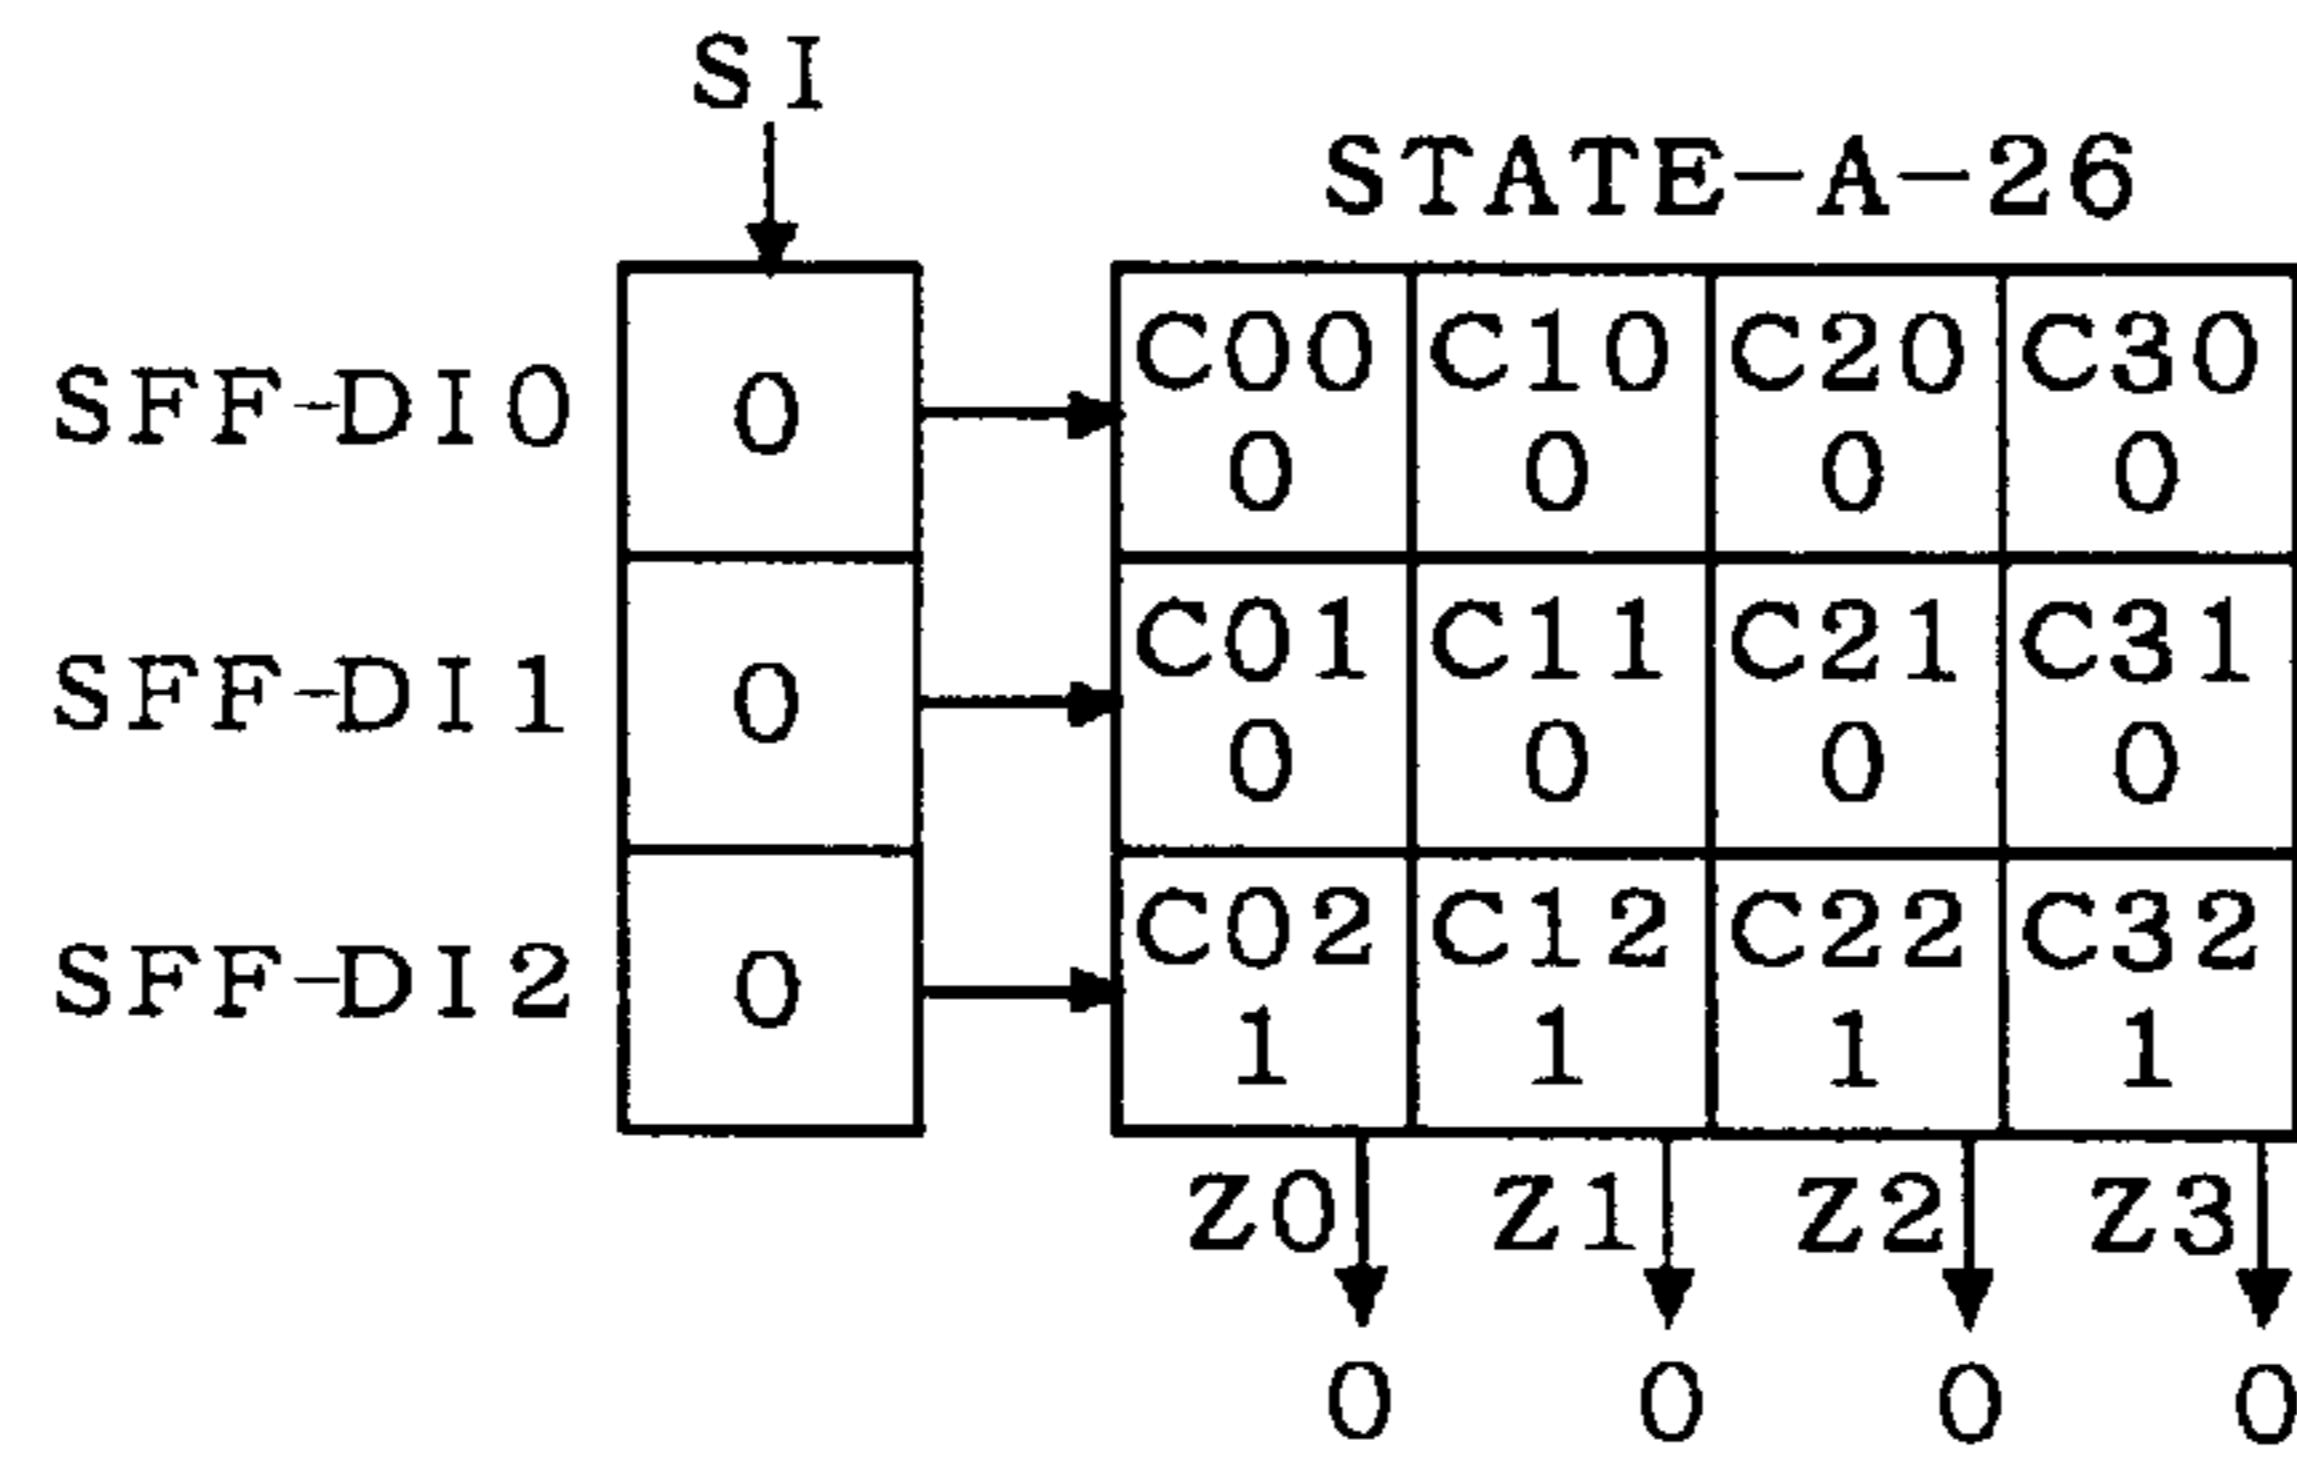 SI
STATE-A-26
C00 C10 C20 C30
SFF-DI0 0 0 0 0 0
C01 C11 C21 C31
SFF-DI1 0 0 0 0 0
C02 C12 C22 C32
SFF-DI2 0 1 1 1 1
Z0 Z1 Z2 Z3
0 0 0 0